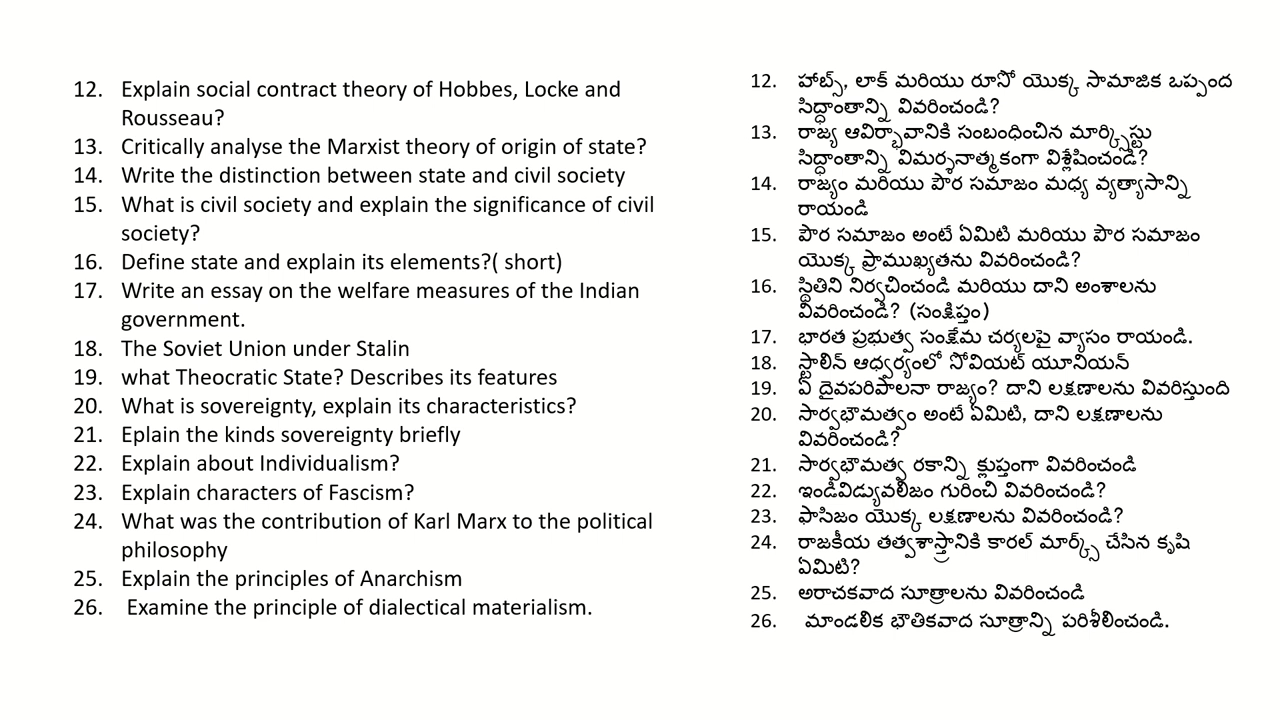 12. Explain social contract theory of Hobbes, Locke and
Rousseau?
13. Critically analyse the Marxist theory of origin of state?
14. Write the distinction between state and civil society
15. What is civil society and explain the significance of civil
society?
16. Define state and explain its elements?( short)
17. Write an essay on the welfare measures of the Indian
government.
18. The Soviet Union under Stalin
19. what Theocratic State? Describes its features
20. What is sovereignty, explain its characteristics?
21. Eplain the kinds sovereignty briefly
22. Explain about Individualism?
23. Explain characters of Fascism?
24. What was the contribution of Karl Marx to the political
philosophy
25. Explain the principles of Anarchism
26. Examine the principle of dialectical materialism.
12. హాబ్స్, లాక్ మరియు రూసో యొక్క సామాజిక ఒప్పంద
సిద్ధాంతాన్ని వివరించండి?
13. రాజ్య ఆవిర్భావానికి సంబంధించిన మార్క్సిస్టు
సిద్ధాంతాన్ని విమర్శనాత్మకంగా విశ్లేషించండి?
14. రాజ్యం మరియు పౌర సమాజం మధ్య వ్యత్యాసాన్ని
రాయండి
15. పౌర సమాజం అంటే ఏమిటి మరియు పౌర సమాజం
యొక్క ప్రాముఖ్యతను వివరించండి?
16. స్థితిని నిర్వచించండి మరియు దాని అంశాలను
వివరించండి? (సంక్షిప్తం)
17. భారత ప్రభుత్వ సంక్షేమ చర్యలపై వ్యాసం రాయండి.
18. స్టాలిన్ ఆధ్వర్యంలో సోవియట్ యూనియన్
19. ఏ దైవపరిపాలనా రాజ్యం? దాని లక్షణాలను వివరిస్తుంది
20. సార్వభౌమత్వం అంటే ఏమిటి, దాని లక్షణాలను
వివరించండి?
21. సార్వభౌమత్వ రకాన్ని క్లుప్తంగా వివరించండి
22. ఇండివిడ్యువలిజం గురించి వివరించండి?
23. ఫాసిజం యొక్క లక్షణాలను వివరించండి?
24. రాజకీయ తత్వశాస్త్రానికి కారల్ మార్క్స్ చేసిన కృషి
ఏమిటి?
25. అరాచకవాద సూత్రాలను వివరించండి
26. మాండలిక భౌతికవాద సూత్రాన్ని పరిశీలించండి.